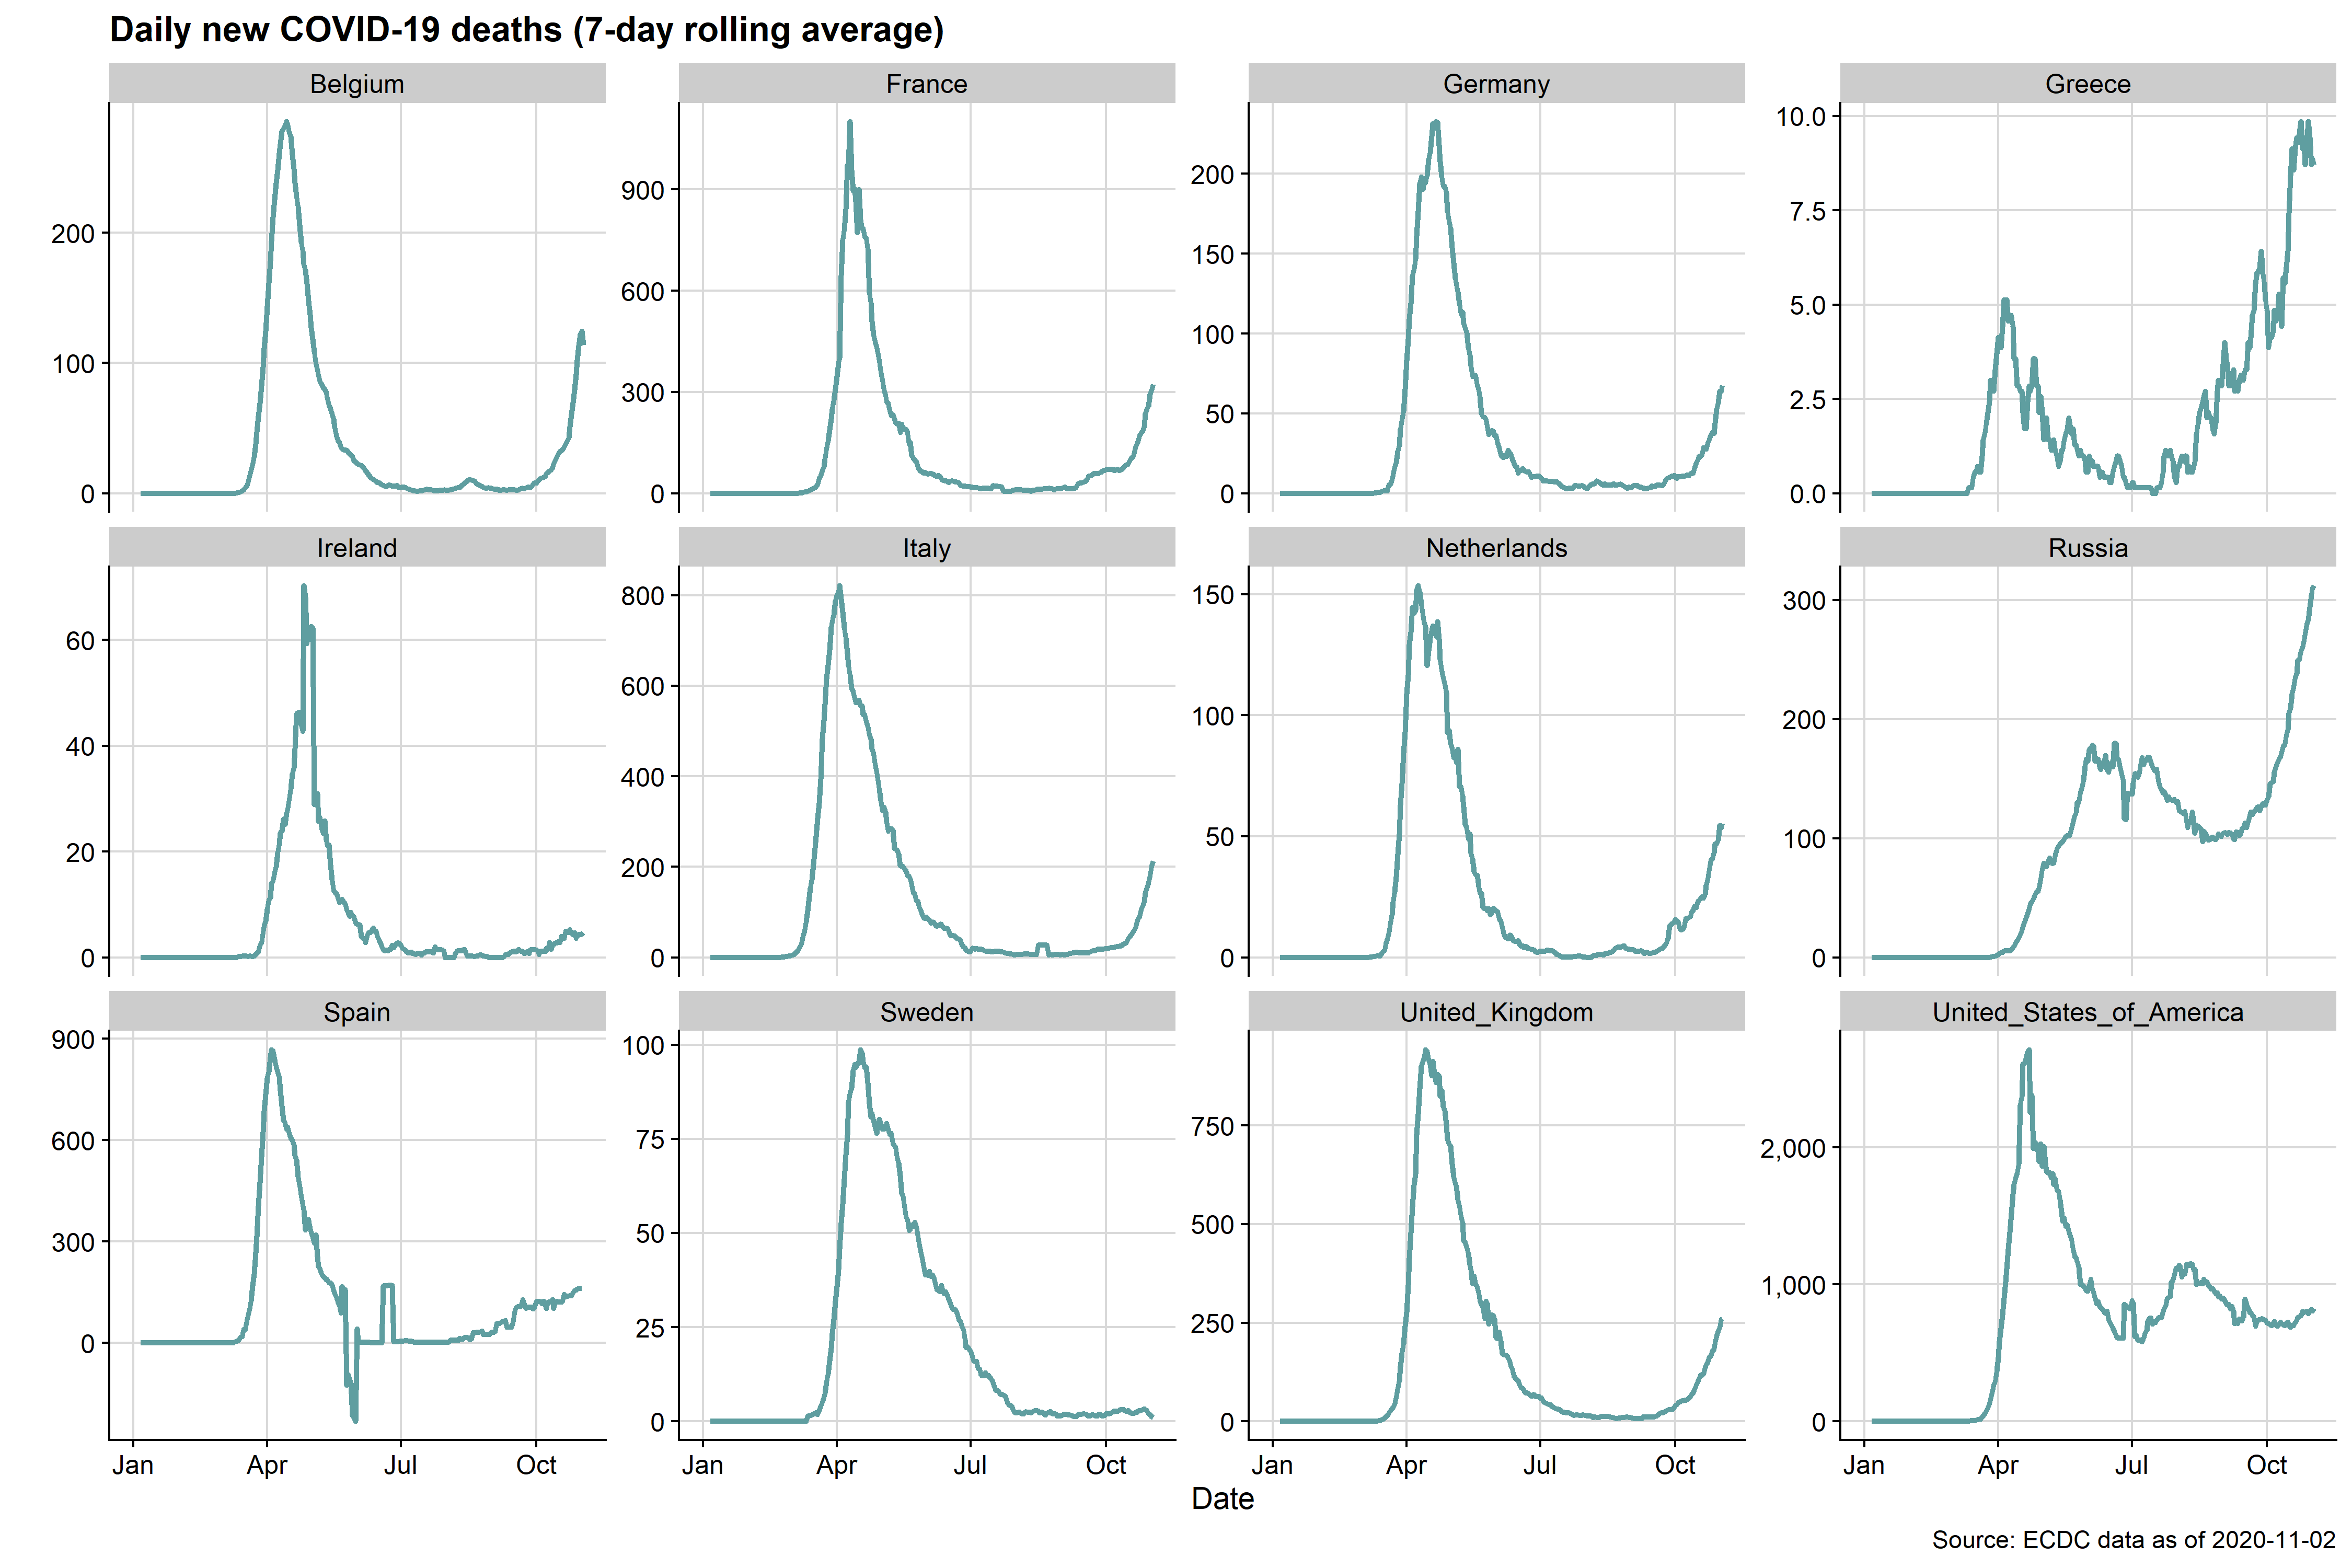 Daily new COVID-19 deaths (7-day rolling average)
Belgium
France
Germany
Greece
200
100
0
900
600
300
0
200
150
100
50
0
10.0
7.5
5.0
2.5
0.0
Ireland
Italy
Netherlands
Russia
60
40
20
0
800
600
400
200
0
150
100
50
0
300
200
100
0
Spain
Sweden
United_Kingdom
United_States_of_America
900
600
300
0
100
75
50
25
0
750
500
250
0
2,000
1,000
0
Jan Apr Jul Oct
Jan Apr Jul Oct
Jan Apr Jul Oct
Jan Apr Jul Oct
Date
Source: ECDC data as of 2020-11-02